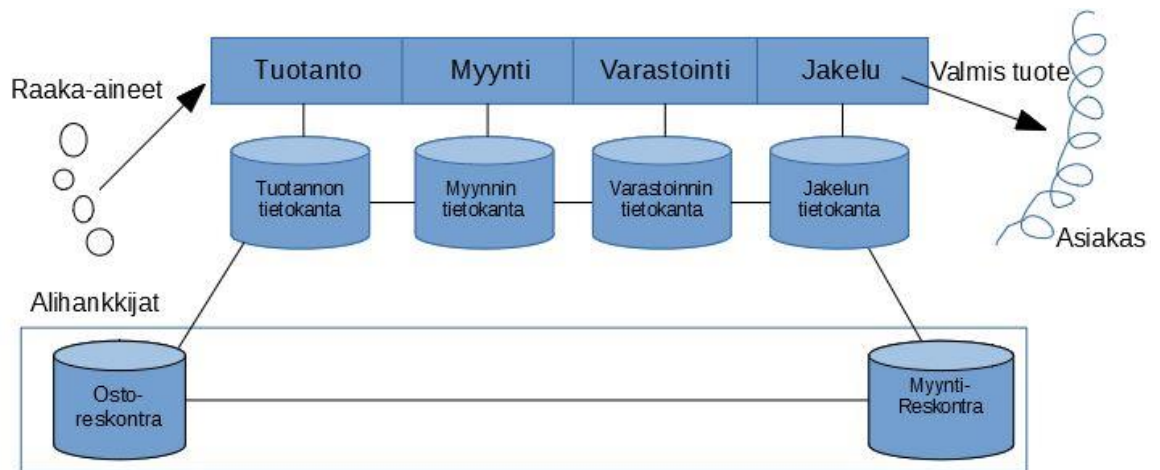 Tuotanto
Myynti
Varastointi
Jakelu
Valmis tuote
Raaka-aineet
Tuotannon
tietokanta
Myynnin
tietokanta
Varastoinnin
tietokanta
Jakelun
tietokanta
Asiakas
Alihankkijat
Osto-
reskontra
Myynti-
Reskontra